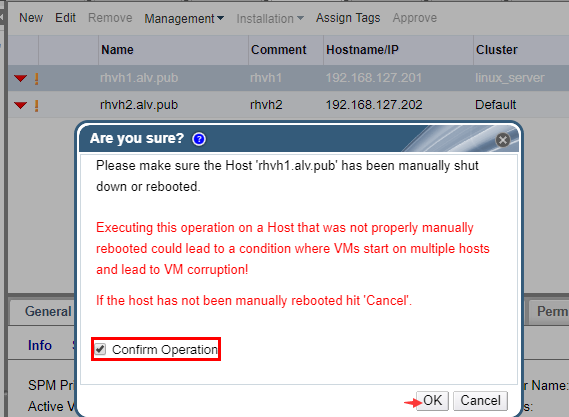 New Edit Remove Management Installation Assign Tags Approve
Name Comment Hostname/IP Cluster
rhvh1.alv.pub rhvh1 192.168.127.201 linux_server
rhvh2.alv.pub rhvh2 192.168.127.202 Default
Are you sure? ?
Please make sure the Host 'rhvh1.alv.pub' has been manually shut
down or rebooted.
Executing this operation on a Host that was not properly manually
rebooted could lead to a condition where VMs start on multiple hosts
and lead to VM corruption!
If the host has not been manually rebooted hit 'Cancel'.
General Perm
Confirm Operation
Info S
SPM Pri r Name:
OK Cancel
Active V s: